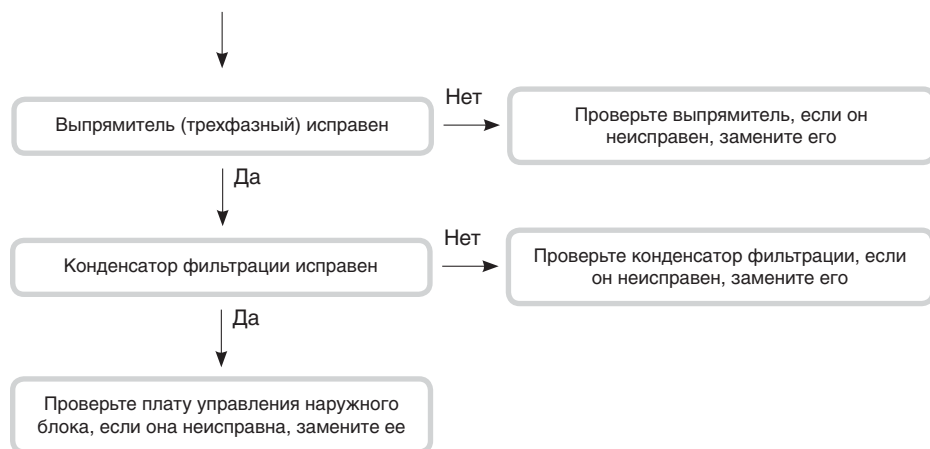 Выпрямитель (трехфазный) исправен
Нет
Проверьте выпрямитель, если он
неисправен, замените его
Да
Конденсатор фильтрации исправен
Нет
Проверьте конденсатор фильтрации, если
он неисправен, замените его
Да
Проверьте плату управления наружного
блока, если она неисправна, замените ее